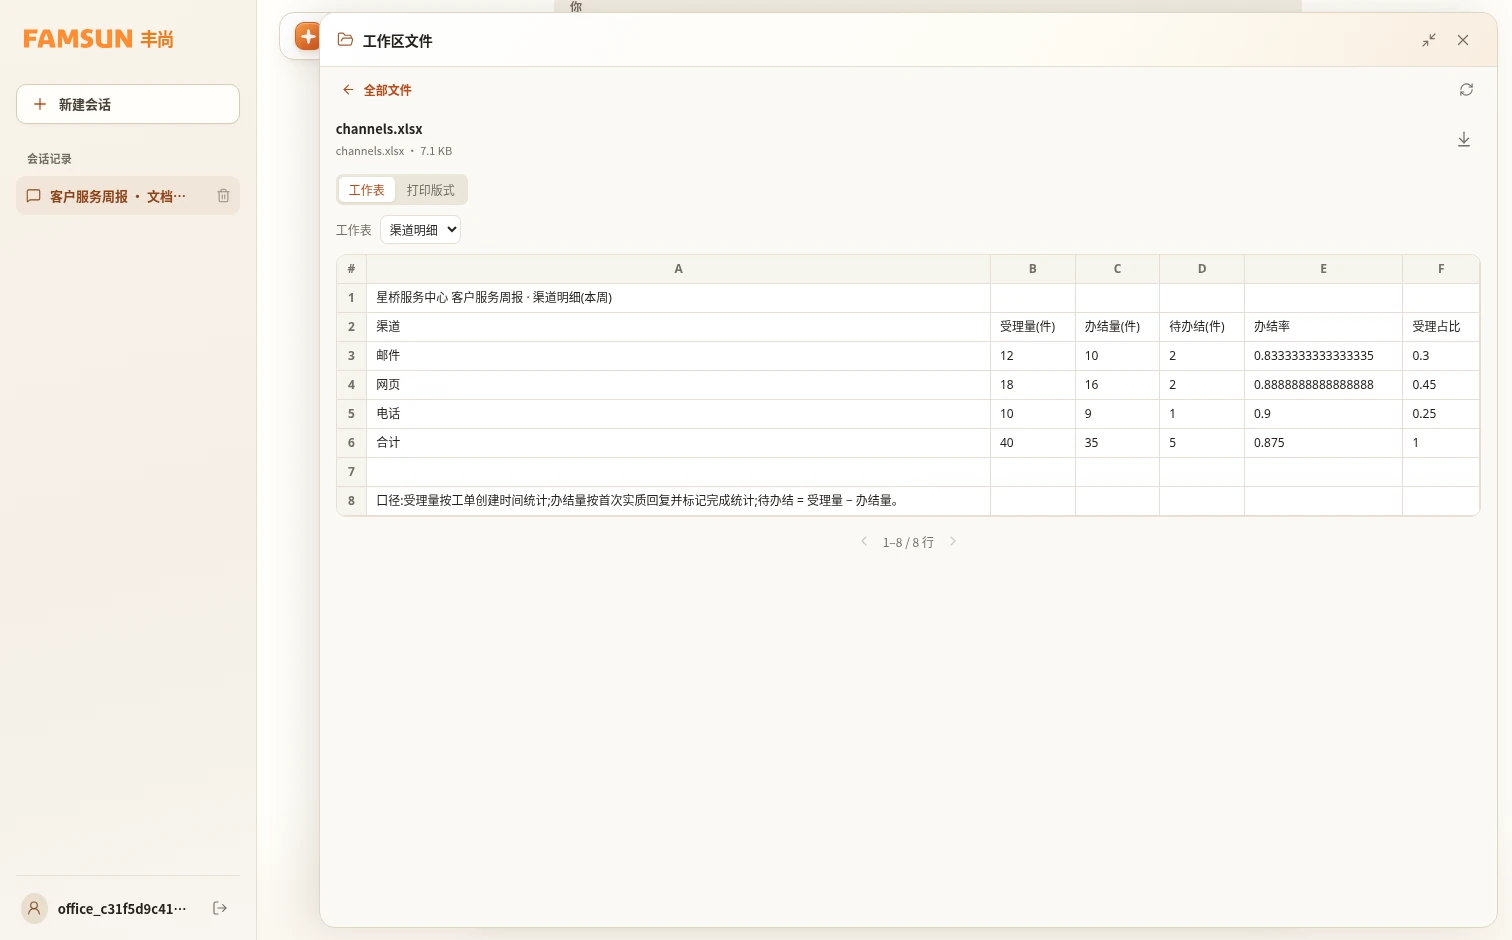 FAMSUN 丰尚
新建会话
会话记录
客户服务周报 · 文档…
office_c31f5d9c41…
你
工作区文件
全部文件
channels.xlsx
channels.xlsx · 7.1 KB
工作表 打印版式
工作表 渠道明细
# A B C D E F
1 星桥服务中心 客户服务周报 · 渠道明细(本周)
2 渠道 受理量(件) 办结量(件) 待办结(件) 办结率 受理占比
3 邮件 12 10 2 0.8333333333333335 0.3
4 网页 18 16 2 0.8888888888888888 0.45
5 电话 10 9 1 0.9 0.25
6 合计 40 35 5 0.875 1
7
8 口径:受理量按工单创建时间统计;办结量按首次实质回复并标记完成统计;待办结 = 受理量 − 办结量。
1–8 / 8 行